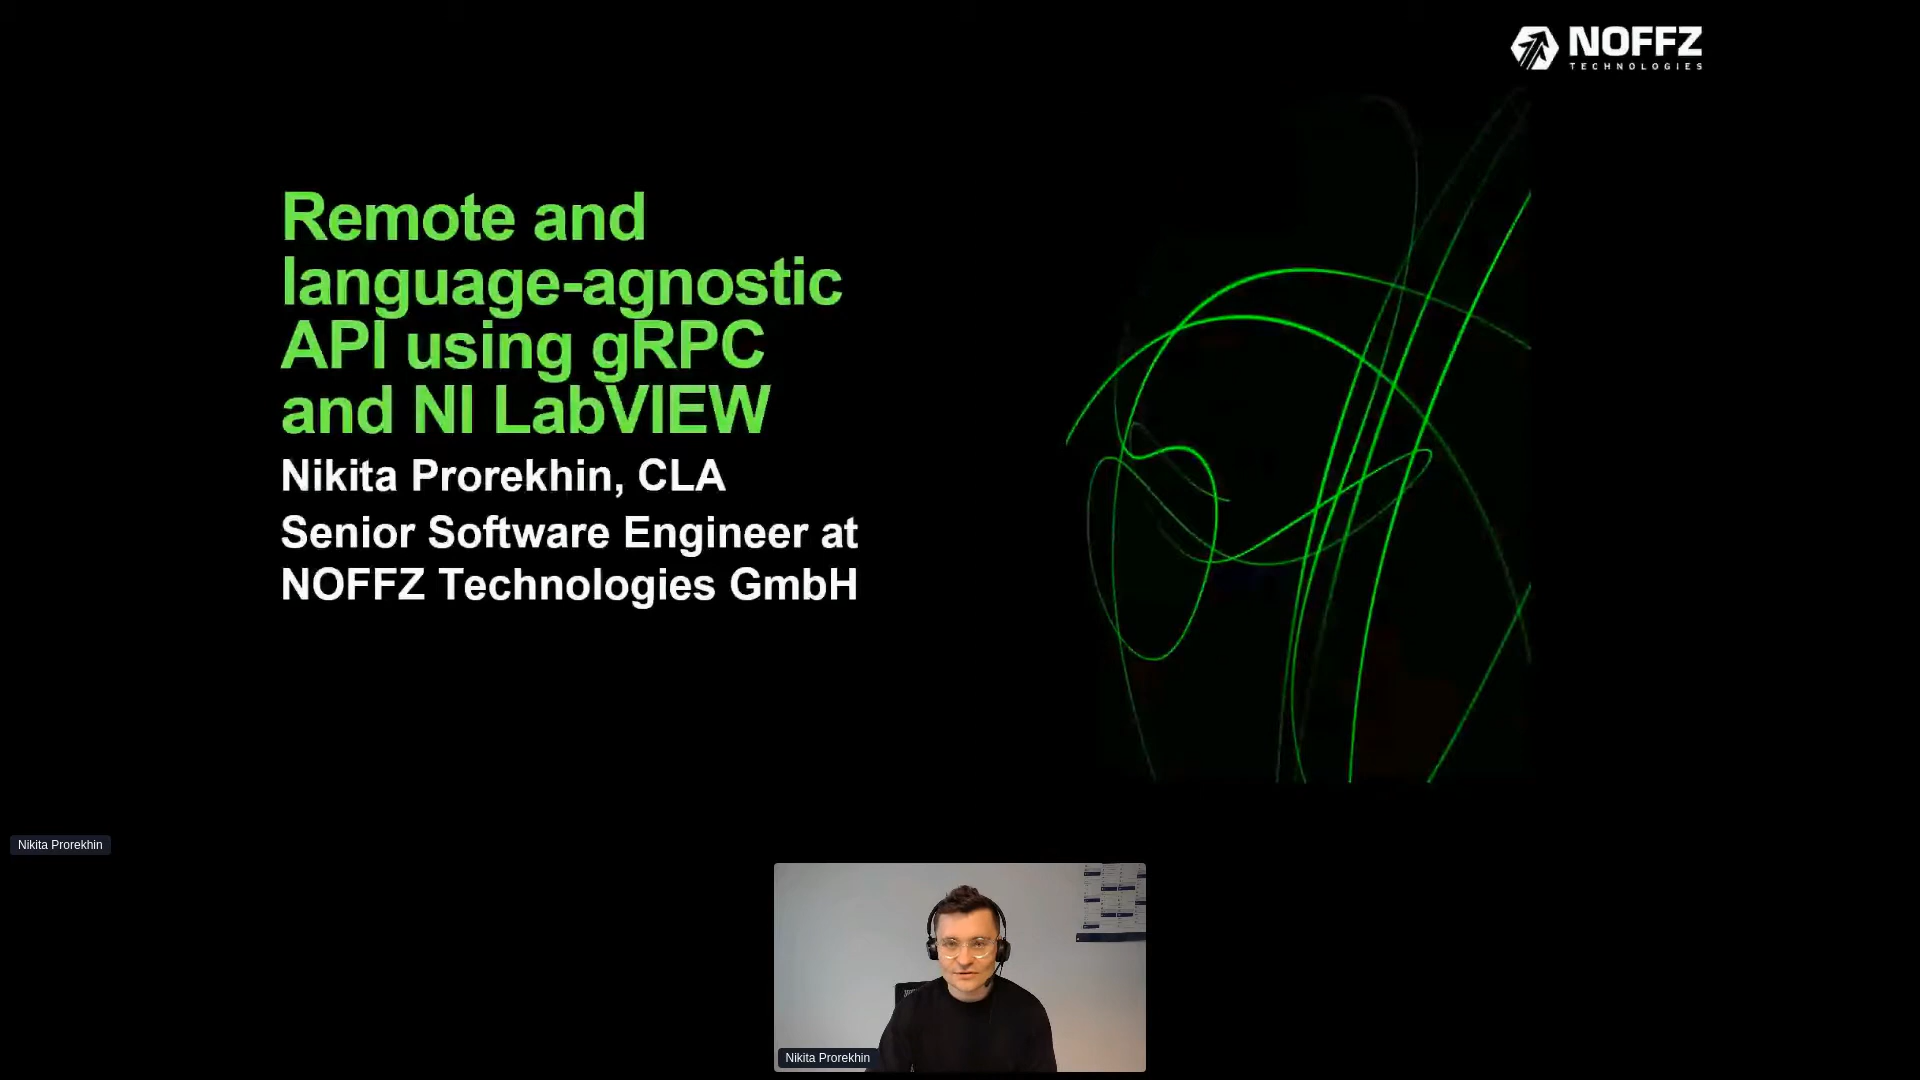 NOFFZ
TECHNOLOGIES
Remote and
language-agnostic
API using gRPC
and NI LabVIEW
Nikita Prorekhin, CLA
Senior Software Engineer at
NOFFZ Technologies GmbH
Nikita Prorekhin
Nikita Prorekhin